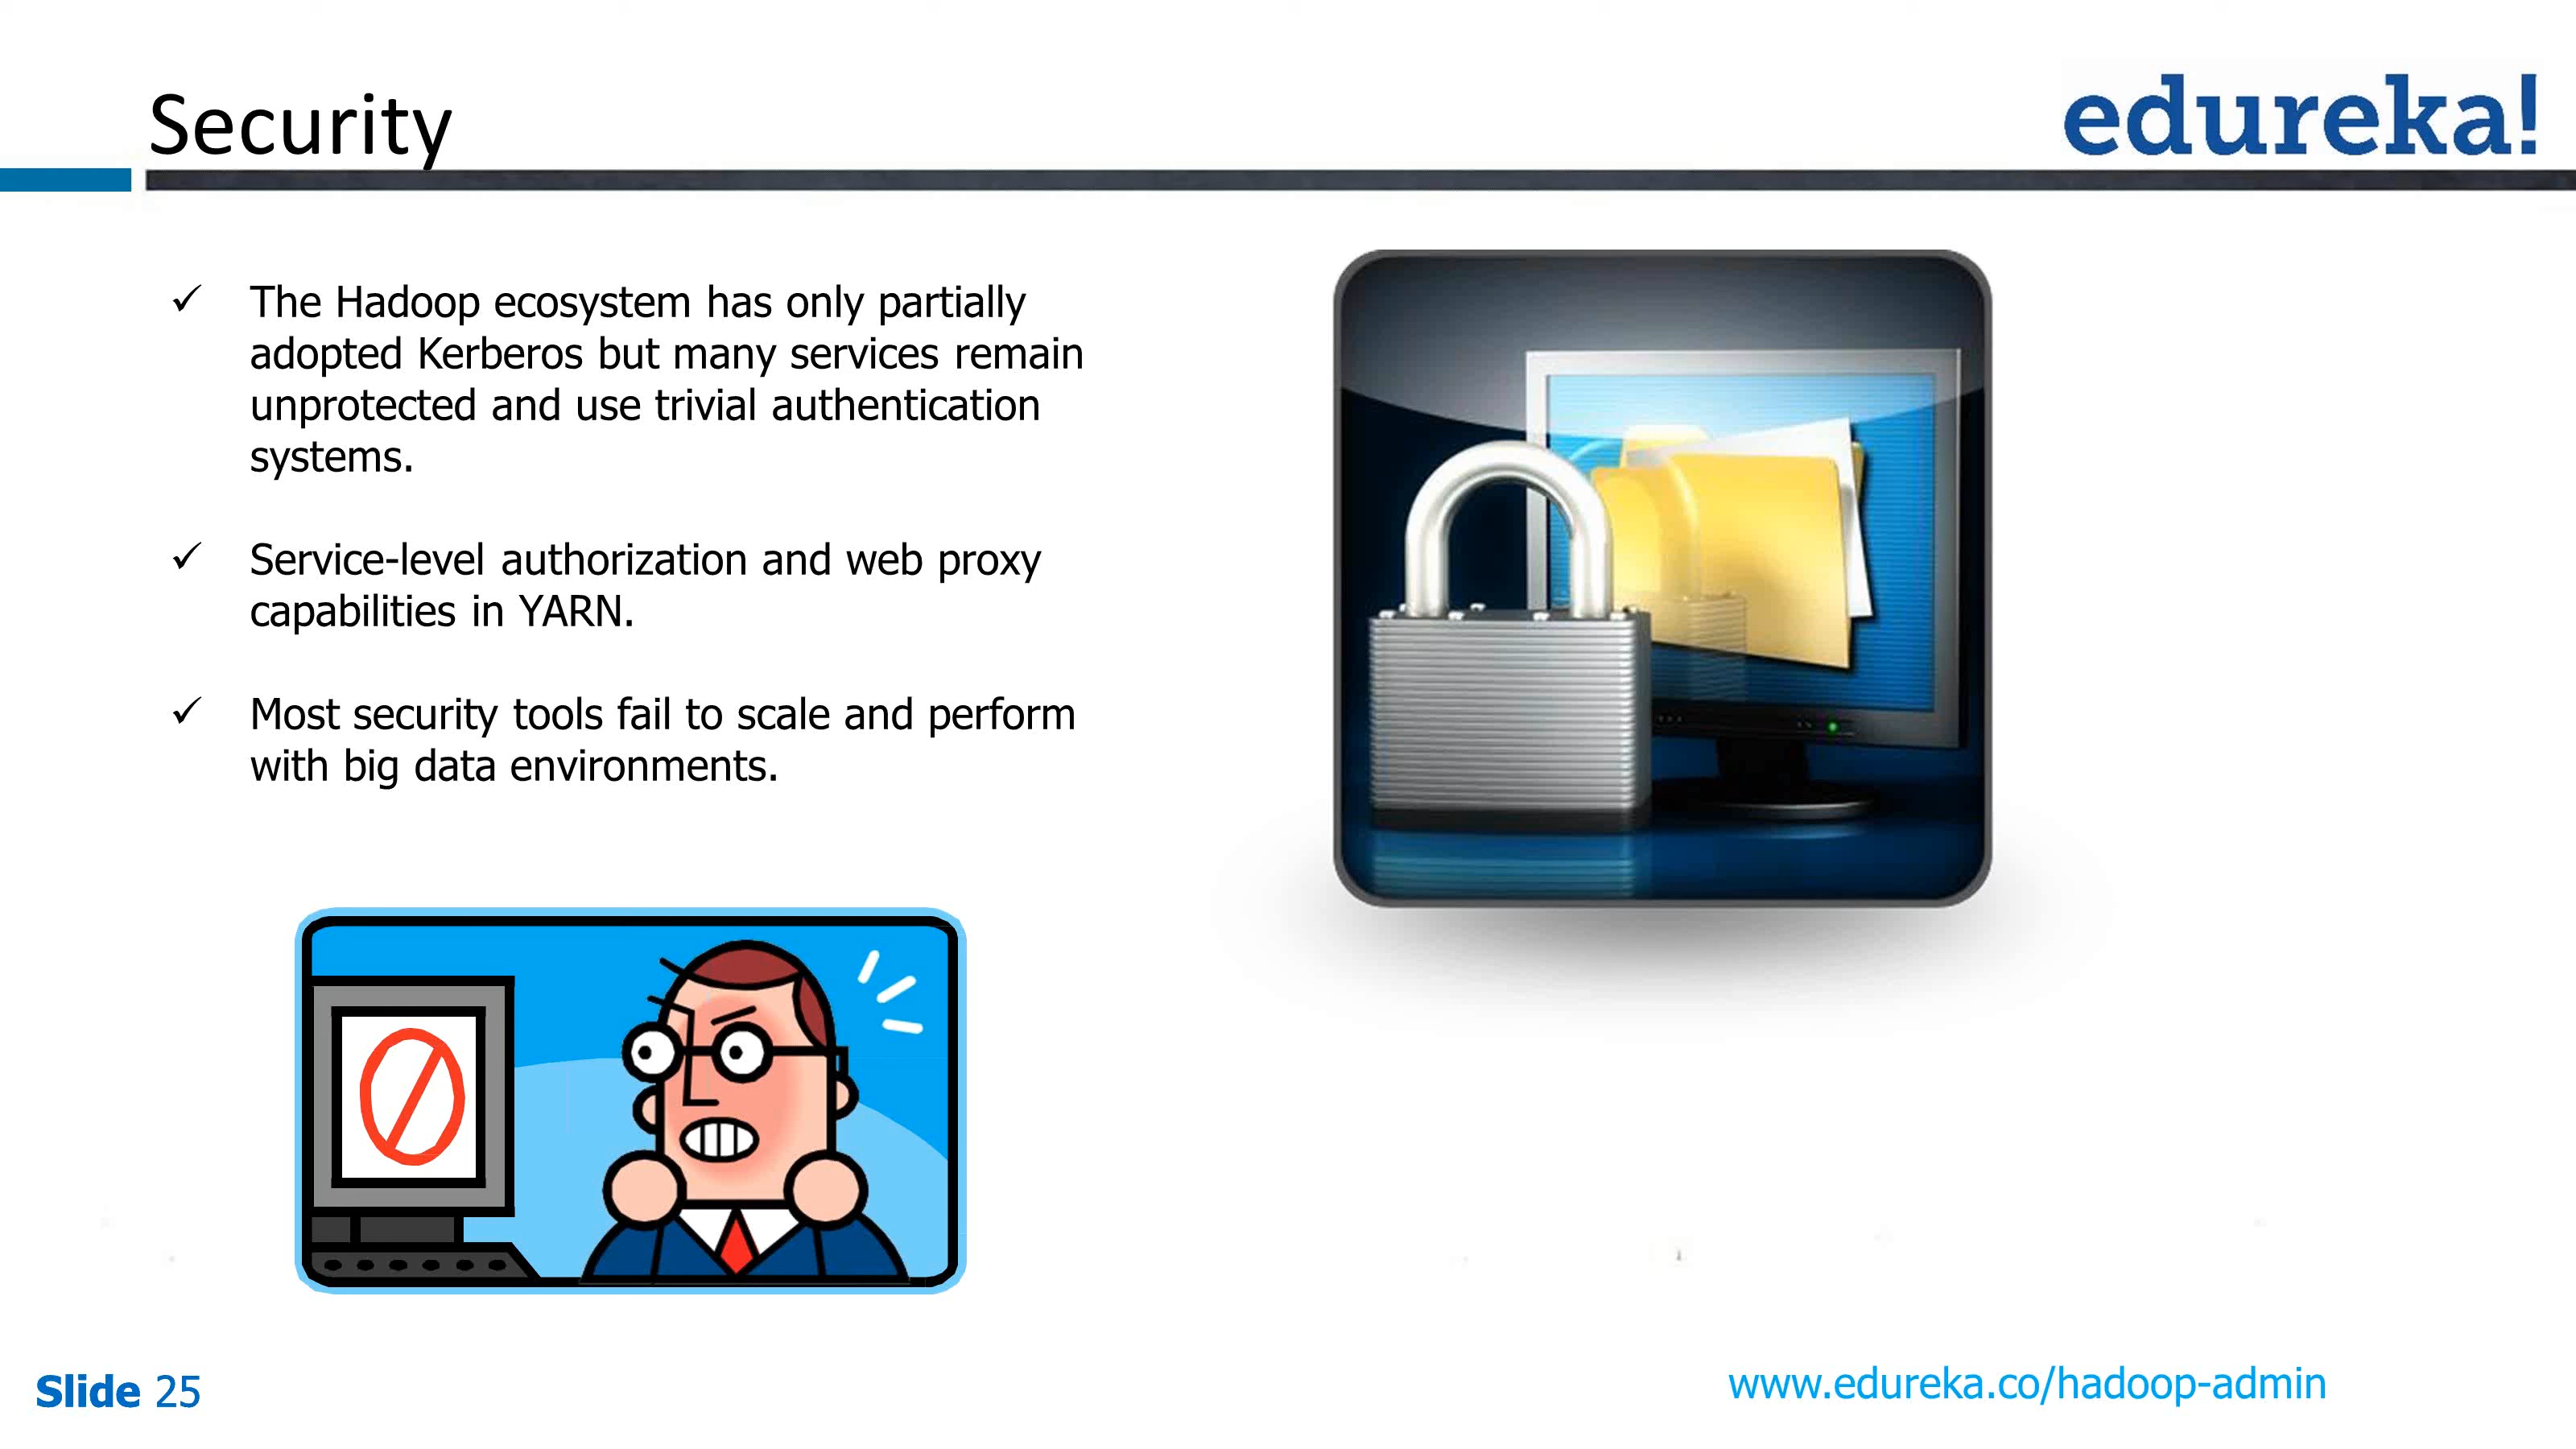 Security
edureka!
✓ The Hadoop ecosystem has only partially
adopted Kerberos but many services remain
unprotected and use trivial authentication
systems.
✓ Service-level authorization and web proxy
capabilities in YARN.
✓ Most security tools fail to scale and perform
with big data environments.
Slide 25
www.edureka.co/hadoop-admin